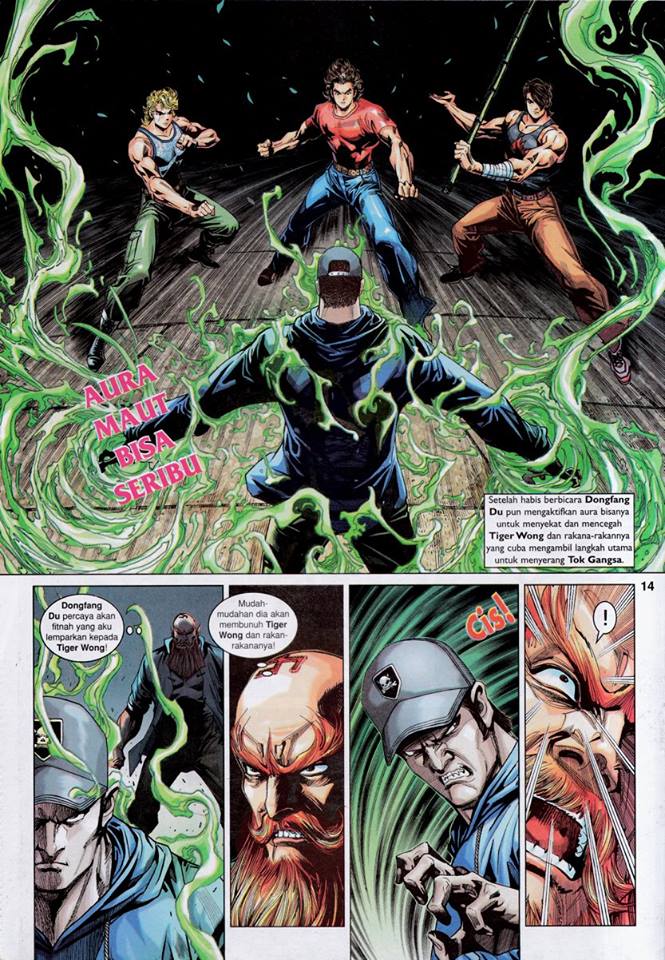 AURA
MAUT
BISA
SERIBU
Setelah habis berbicara Dongfang
Du pun mengaktifkan aura bisanya
untuk menyekat dan mencegah
Tiger Wong dan rakana-rakannya
yang cuba mengambil langkah utama
untuk menyerang Tok Gangsa.
14
Dongfang
Du percaya akan
fitnah yang aku
lemparkan kepada
Tiger Wong!
Mudah-
mudahan dia akan
membunuh Tiger
Wong dan rakan-
rakananya!
Cis!
!